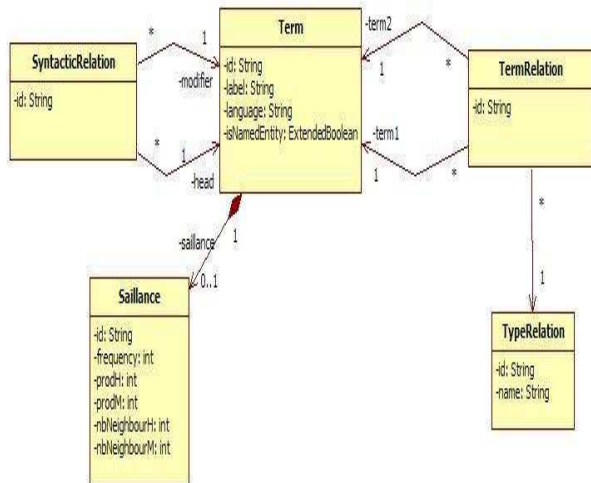 SyntacticRelation
-id: String
*
1
-modifier
*
1
-head
Term
-id: String
-label: String
-language: String
-isNamedEntity: ExtendedBoolean
-term2
1
*
-term1
1
*
TermRelation
-id: String
-saillance
1
0..1
*
1
Saillance
-id: String
-frequency: int
-prodH: int
-prodM: int
-nbNeighbourH: int
-nbNeighbourM: int
TypeRelation
-id: String
-name: String